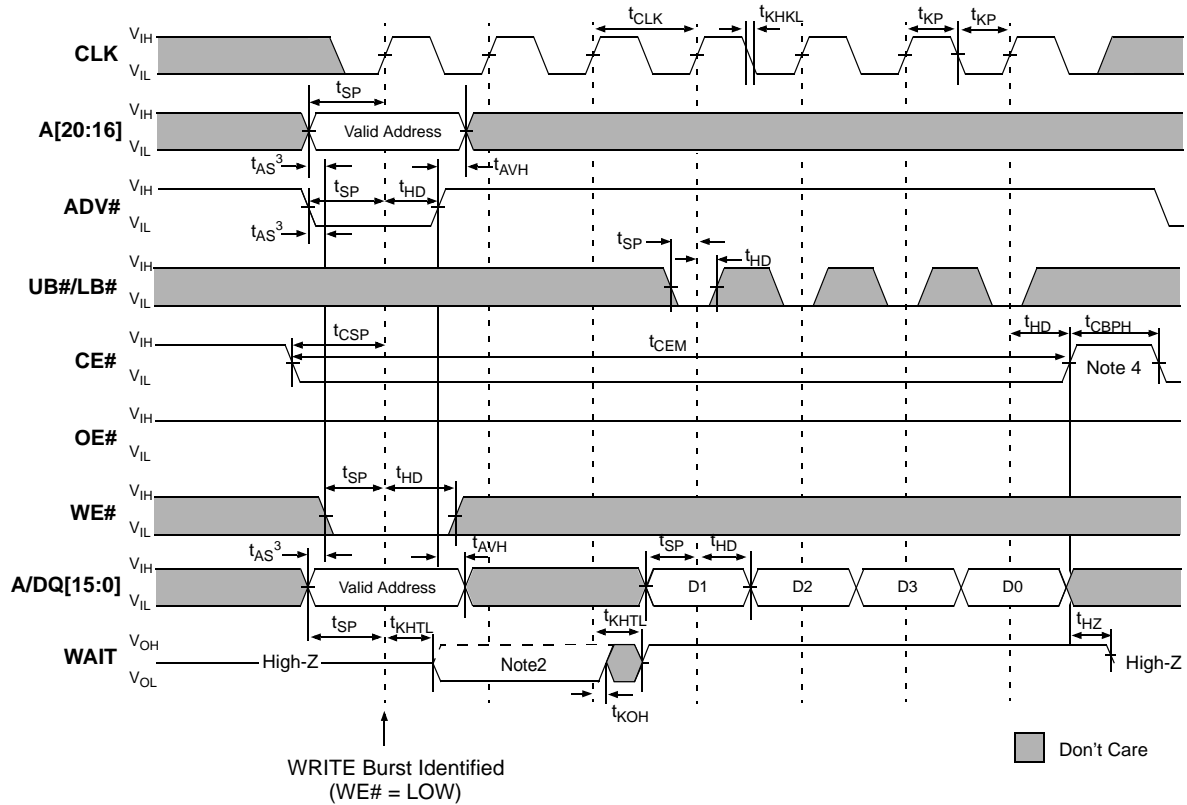 CLK
VIH
VIL
tCLK
tKHKL
tKP
tKP
A[20:16]
VIH
VIL
tSP
Valid Address
tAS3
tAVH
ADV#
VIH
VIL
tSP
tHD
tAS3
UB#/LB#
VIH
VIL
tSP
tHD
CE#
VIH
VIL
tCSP
tCEM
tHD
tCBPH
Note 4
OE#
VIH
VIL
WE#
VIH
VIL
tSP
tHD
tAS3
tAVH
A/DQ[15:0]
VIH
VIL
Valid Address
tSP
tHD
D1
D2
D3
D0
tSP
tKHTL
tKHTL
tHZ
WAIT
VOH
VOL
High-Z
Note2
tKOH
High-Z
WRITE Burst Identified
(WE# = LOW)
Don't Care